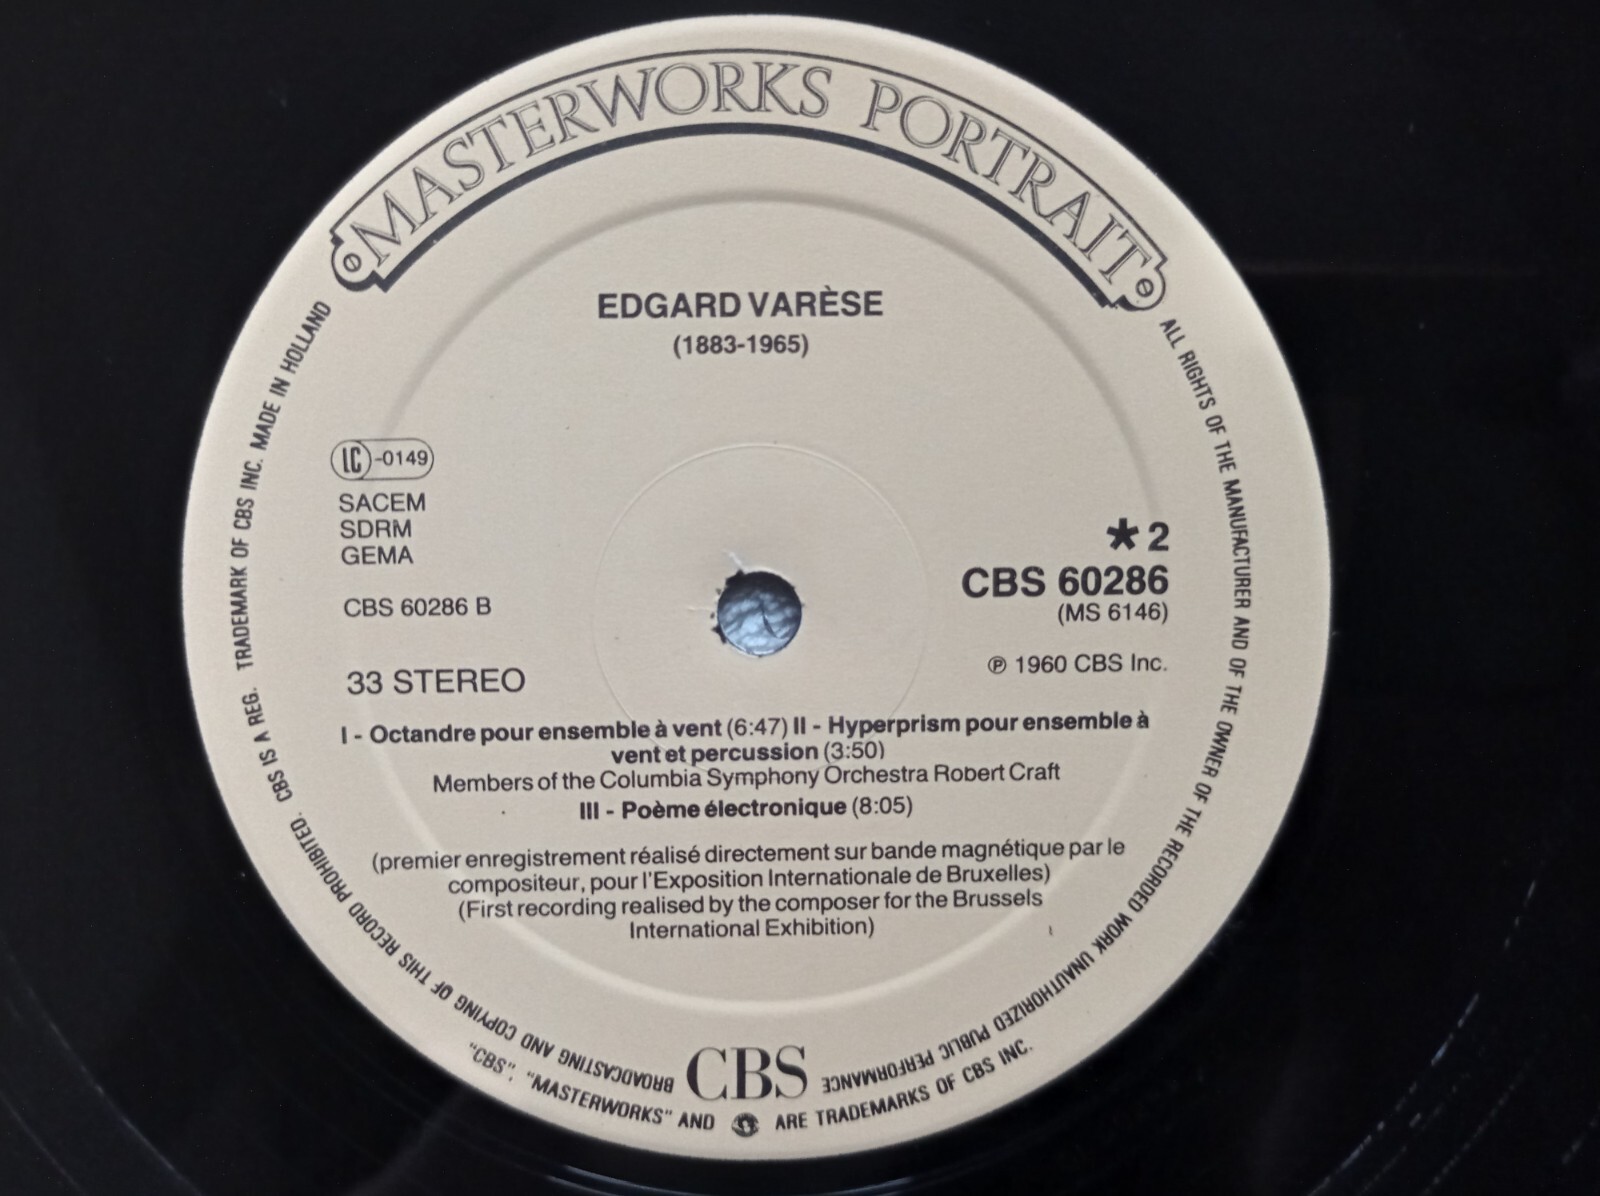 MASTERWORKS PORTRAIT
EDGARD VARÈSE
(1883-1965)
LC -0149
SACEM
SDRM
GEMA
CBS 60286 B
33 STEREO
* 2
CBS 60286
(MS 6146)
℗ 1960 CBS Inc.
I - Octandre pour ensemble à vent (6:47) II - Hyperprism pour ensemble à
vent et percussion (3:50)
Members of the Columbia Symphony Orchestra Robert Craft
III - Poème électronique (8:05)
(premier enregistrement réalisé directement sur bande magnétique par le
compositeur, pour l'Exposition Internationale de Bruxelles)
(First recording realised by the composer for the Brussels
International Exhibition)
ALL RIGHTS OF THE MANUFACTURER AND OF THE OWNER OF THE RECORDED WORK UNAUTHORIZED PUBLIC PERFORMANCE
BROADCASTING AND COPYING OF THIS RECORD PROHIBITED. CBS IS A REG. TRADEMARK OF CBS INC. MADE IN HOLLAND
CBS
"CBS", "MASTERWORKS" AND ARE TRADEMARKS OF CBS INC.